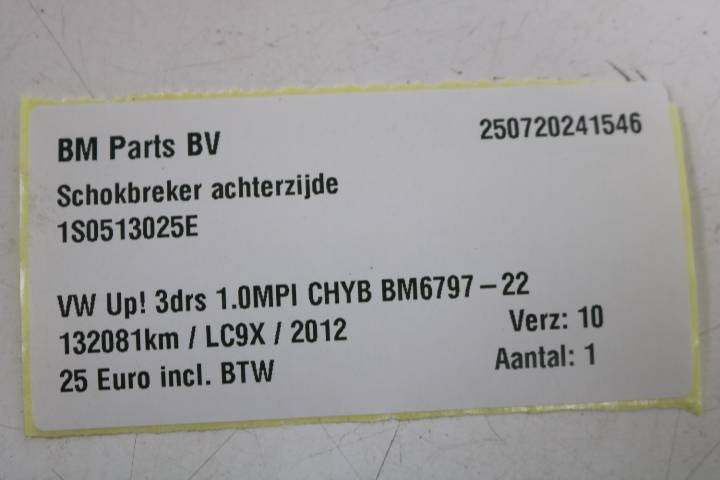 BM Parts BV
250720241546
Schokbreker achterzijde
1S0513025E
VW Up! 3drs 1.0MPI CHYB BM6797-22
132081km / LC9X / 2012
Verz: 10
25 Euro incl. BTW
Aantal: 1